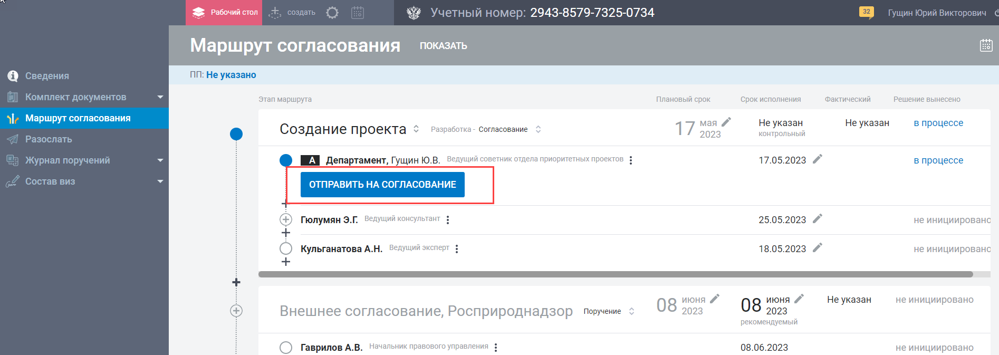 Рабочий стол
создать
Учетный номер: 2943-8579-7325-0734
32
Гущин Юрий Викторович
Маршрут согласования
ПОКАЗАТЬ
Сведения
Комплект документов
Маршрут согласования
Разослать
Журнал поручений
Состав виз
ПП: Не указано
Этап маршрута
Плановый срок
Срок исполнения
Фактический
Решение вынесено
Создание проекта
Разработка - Согласование
17 мая 2023
Не указан
контрольный
Не указан
в процессе
А Департамент, Гущин Ю.В. Ведущий советник отдела приоритетных проектов
17.05.2023
в процессе
ОТПРАВИТЬ НА СОГЛАСОВАНИЕ
Гюлумян Э.Г. Ведущий консультант
25.05.2023
не инициировано
Кульганатова А.Н. Ведущий эксперт
18.05.2023
не инициировано
Внешнее согласование, Росприроднадзор
Поручение
08 июня 2023
08 июня 2023
рекомендуемый
Не указан
не инициировано
Гаврилов А.В. Начальник правового управления
08.06.2023
не инициировано